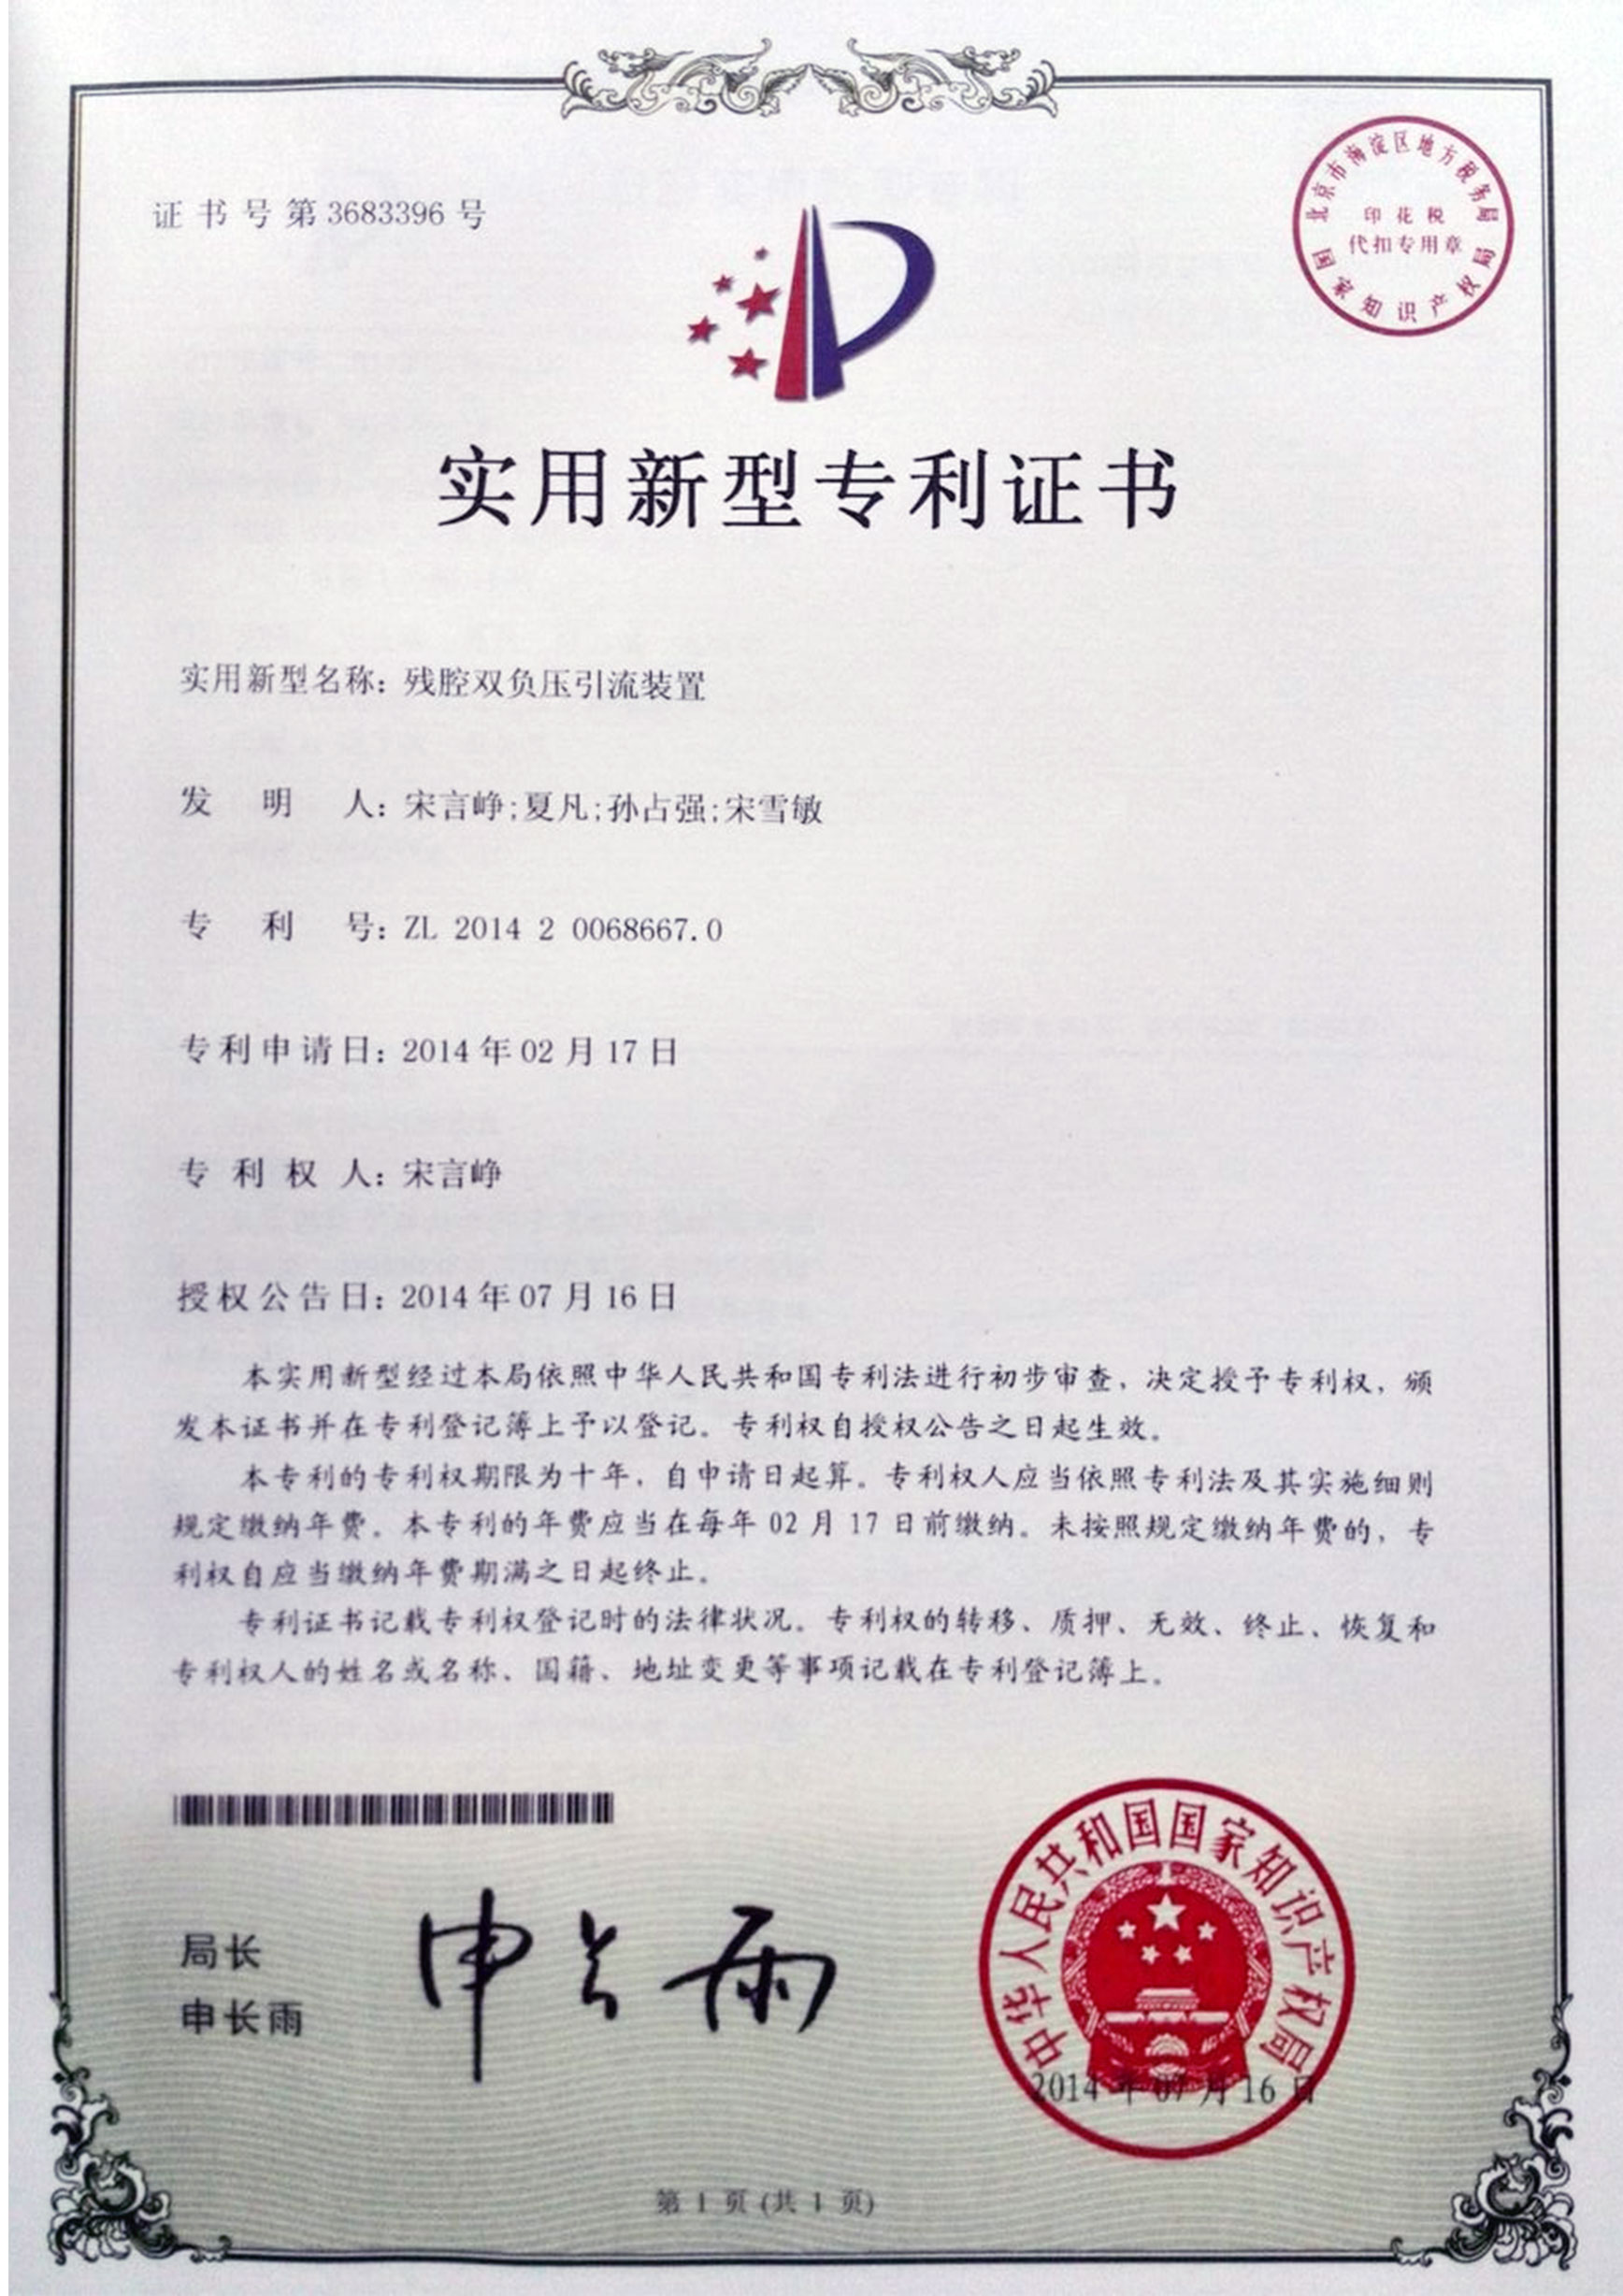 证书号第3683396号
北京市海淀区地方税务局
印花税
代扣专用章
国家知识产权局
实用新型专利证书
实用新型名称：残腔双负压引流装置
发明人：宋言峥;夏凡;孙占强;宋雪敏
专利号：ZL 2014 2 0068667.0
专利申请日：2014年02月17日
专利权人：宋言峥
授权公告日：2014年07月16日
本实用新型经过本局依照中华人民共和国专利法进行初步审查，决定授予专利权，颁
发本证书并在专利登记簿上予以登记。专利权自授权公告之日起生效。
本专利的专利权期限为十年，自申请日起算。专利权人应当依照专利法及其实施细则
规定缴纳年费。本专利的年费应当在每年 02 月 17 日前缴纳。未按照规定缴纳年费的，专
利权自应当缴纳年费期满之日起终止。
专利证书记载专利权登记时的法律状况。专利权的转移、质押、无效、终止、恢复和
专利权人的姓名或名称、国籍、地址变更等事项记载在专利登记簿上。
局长
申长雨
申长雨
中华人民共和国国家知识产权局
2014年07月16日
第 1 页 (共 1 页)